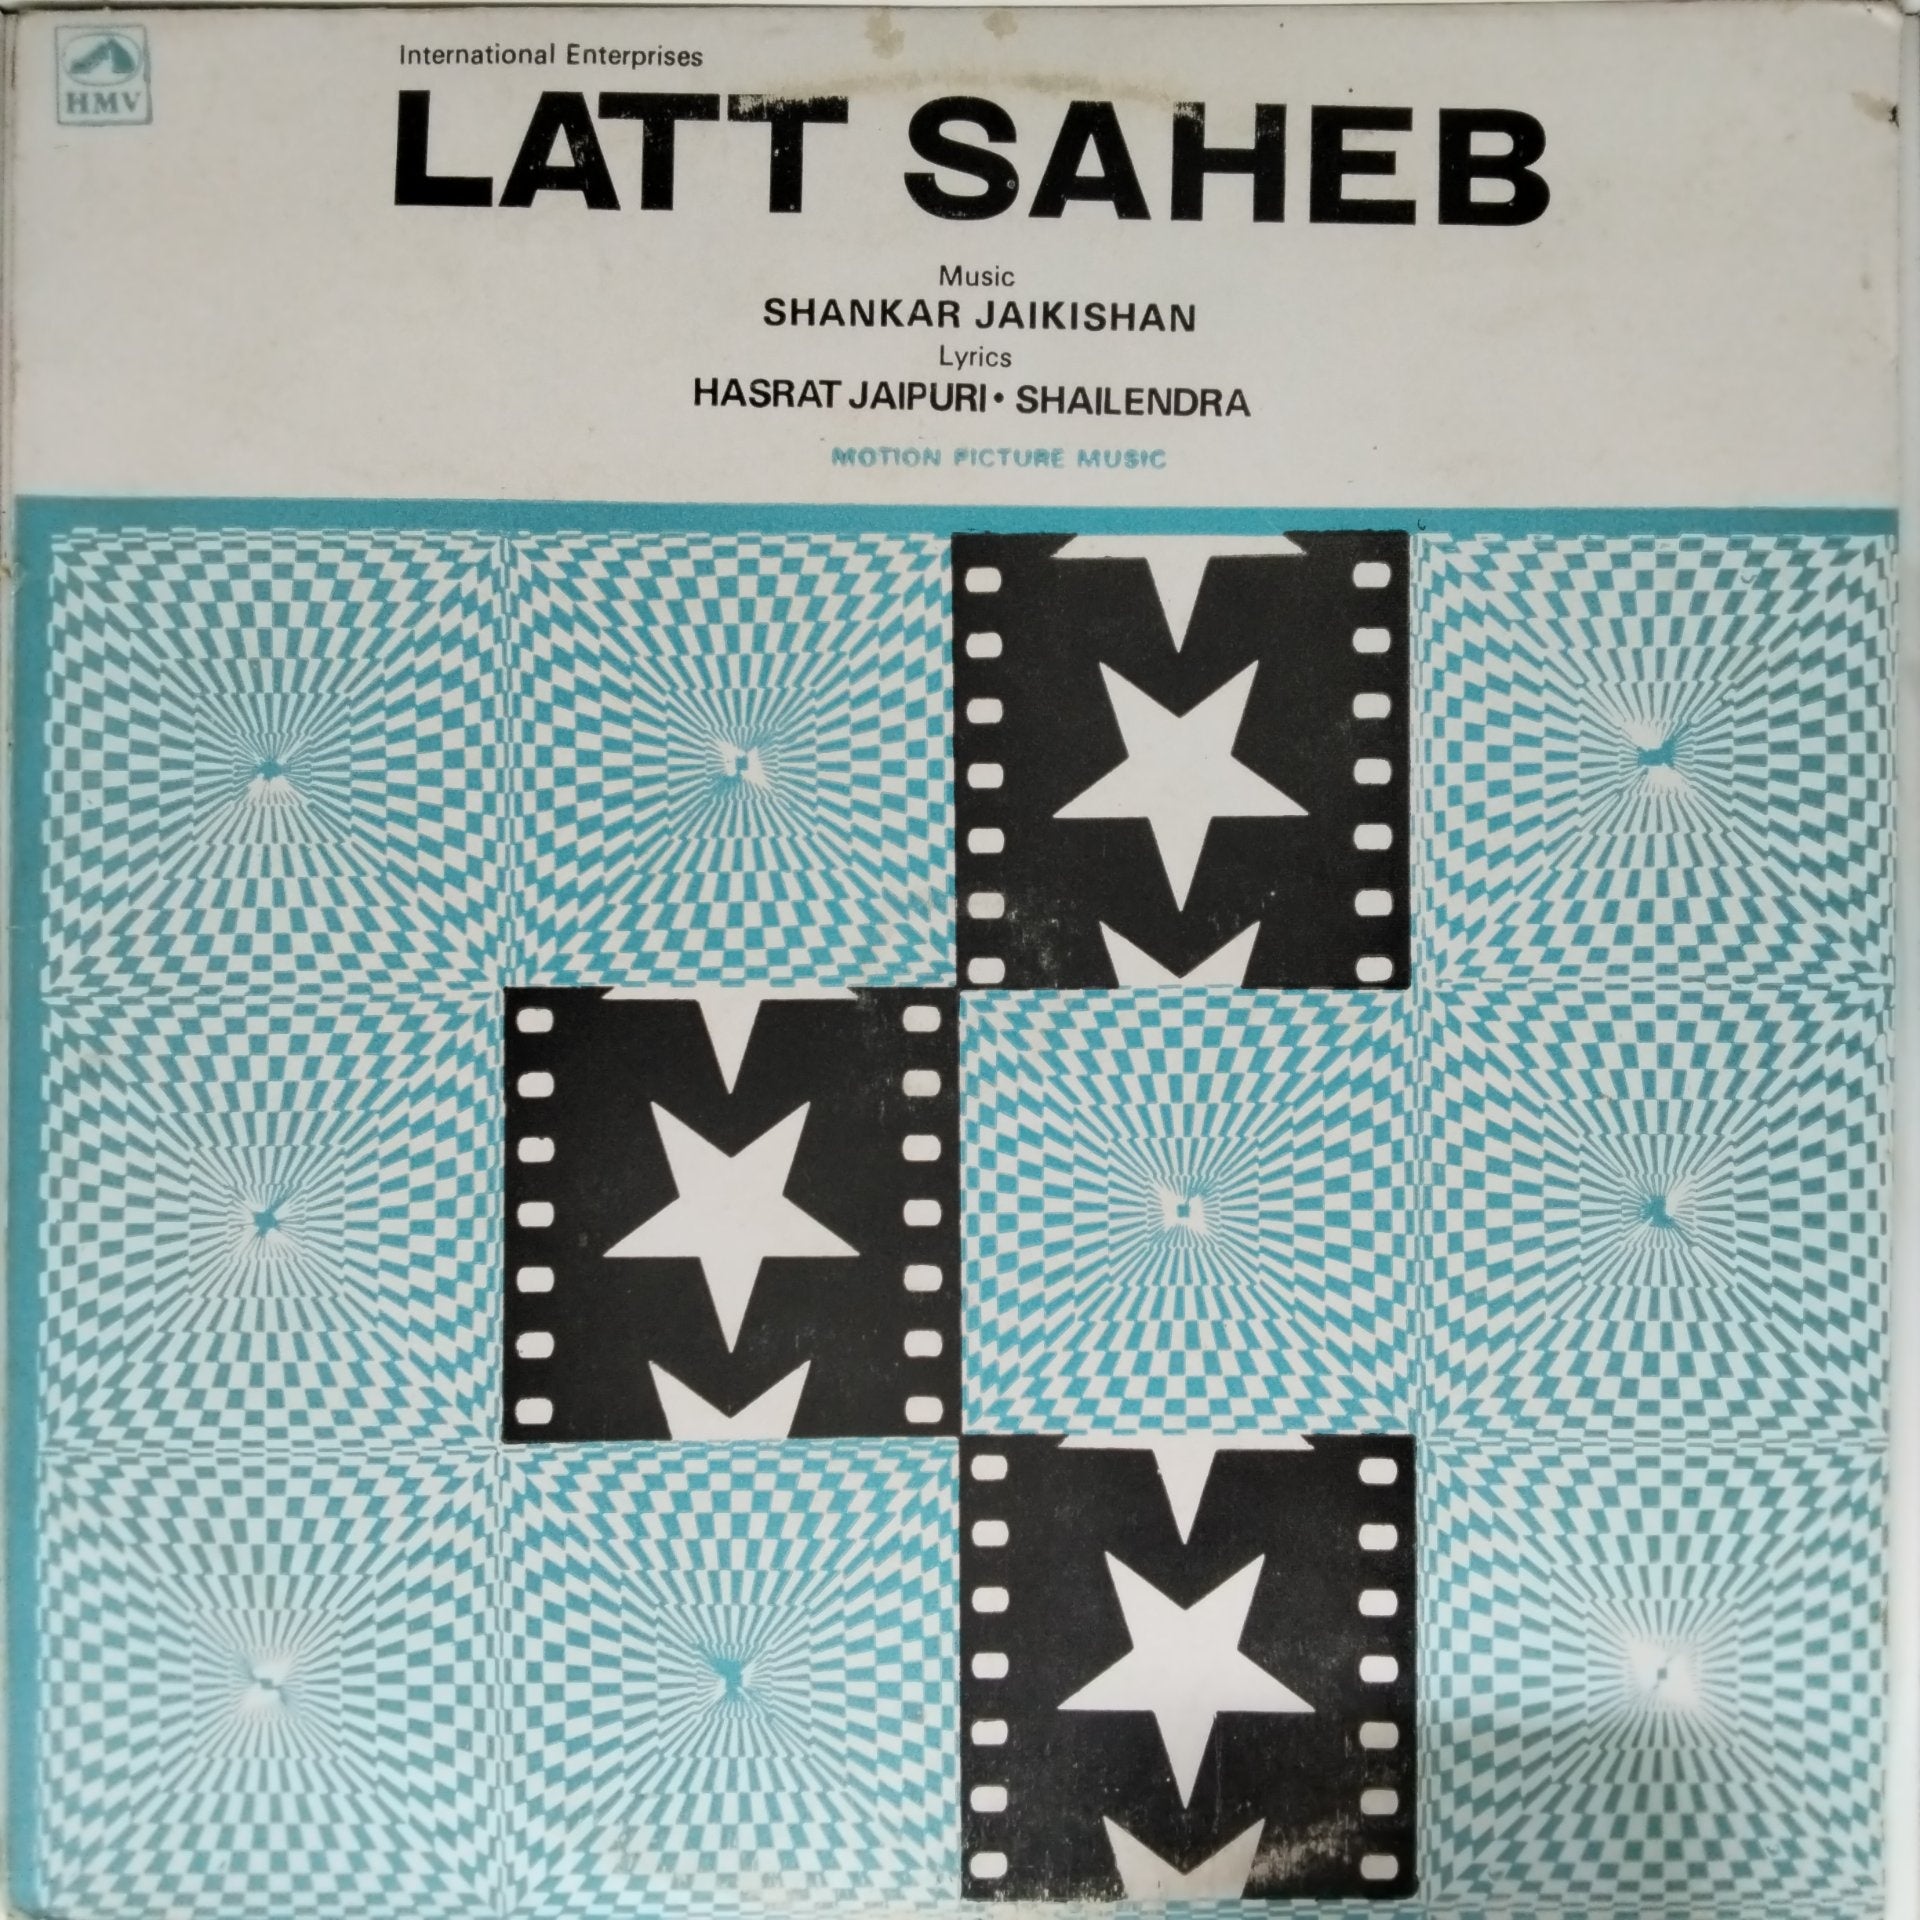 HMV
International Enterprises
LATT SAHEB
Music
SHANKAR JAIKISHAN
Lyrics
HASRAT JAIPURI • SHAILENDRA
MOTION PICTURE MUSIC